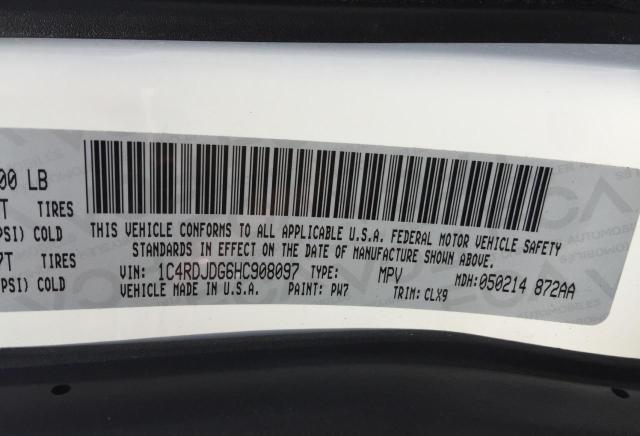 00 LB
T TIRES
PSI) COLD
7T TIRES
PSI) COLD
THIS VEHICLE CONFORMS TO ALL APPLICABLE U.S.A. FEDERAL MOTOR VEHICLE SAFETY
STANDARDS IN EFFECT ON THE DATE OF MANUFACTURE SHOWN ABOVE.
VIN: 1C4RDJDG6HC908097 TYPE: MPV MDH: 050214 872AA
VEHICLE MADE IN U.S.A. PAINT: PW7 TRIM: CLX9